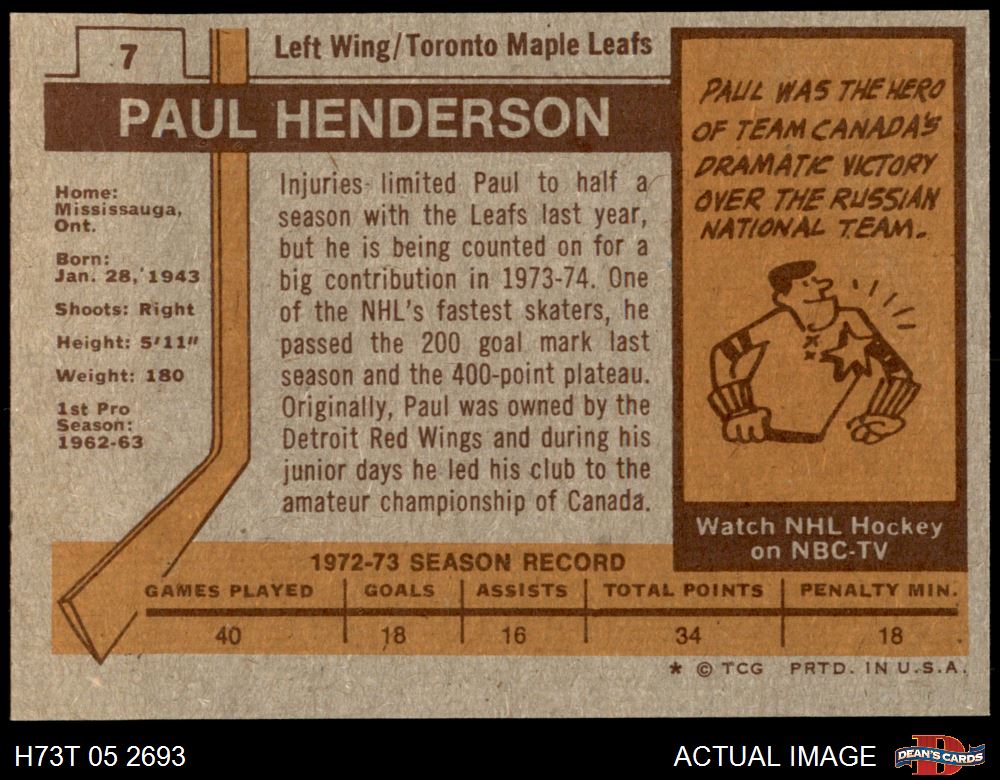 7
Left Wing/Toronto Maple Leafs
PAUL HENDERSON
Home:
Mississauga,
Ont.
Born:
Jan. 28, 1943
Shoots: Right
Height: 5'11"
Weight: 180
1st Pro
Season:
1962-63
Injuries limited Paul to half a
season with the Leafs last year,
but he is being counted on for a
big contribution in 1973-74. One
of the NHL's fastest skaters, he
passed the 200 goal mark last
season and the 400-point plateau.
Originally, Paul was owned by the
Detroit Red Wings and during his
junior days he led his club to the
amateur championship of Canada.
PAUL WAS THE HERO
OF TEAM CANADA'S
DRAMATIC VICTORY
OVER THE RUSSIAN
NATIONAL TEAM.
Watch NHL Hockey
on NBC-TV
1972-73 SEASON RECORD
GAMES PLAYED GOALS ASSISTS TOTAL POINTS PENALTY MIN.
40 18 16 34 18
* © TCG PRTD. IN U.S.A.
H73T 05 2693 ACTUAL IMAGE D DEAN'S CARDS